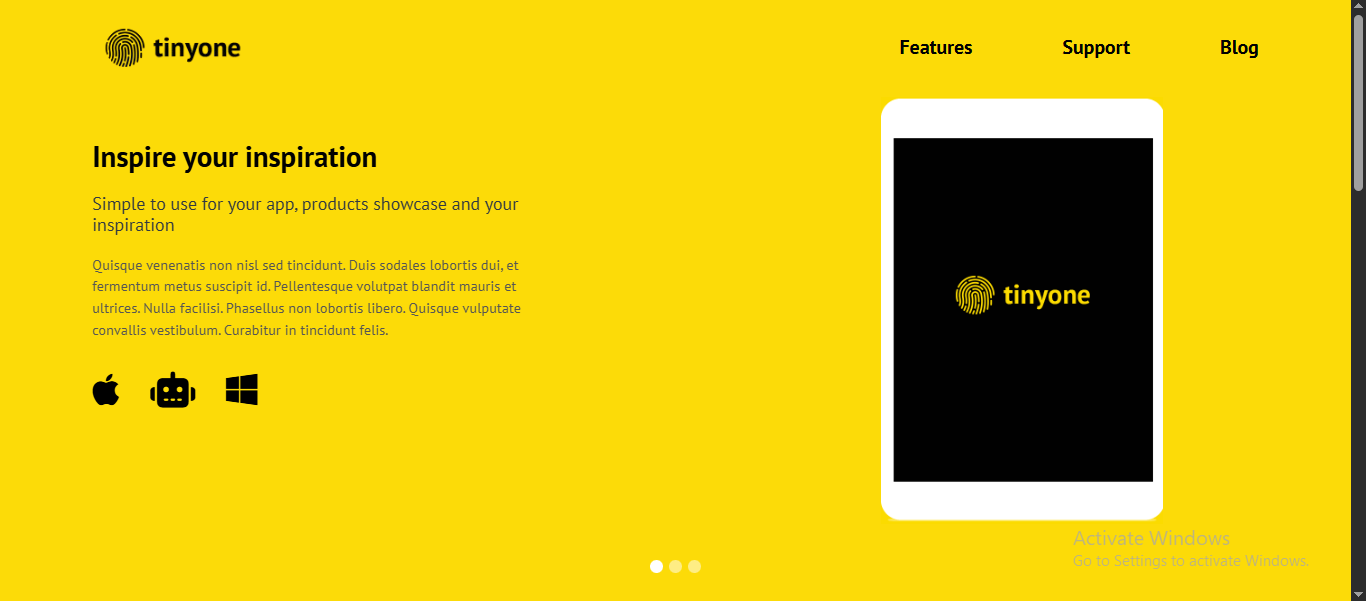 tinyone
Features
Support
Blog
Inspire your inspiration
Simple to use for your app, products showcase and your
inspiration
Quisque venenatis non nisl sed tincidunt. Duis sodales lobortis dui, et
fermentum metus suscipit id. Pellentesque volutpat blandit mauris et
ultrices. Nulla facilisi. Phasellus non lobortis libero. Quisque vulputate
convallis vestibulum. Curabitur in tincidunt felis.
tinyone
Activate Windows
Go to Settings to activate Windows.